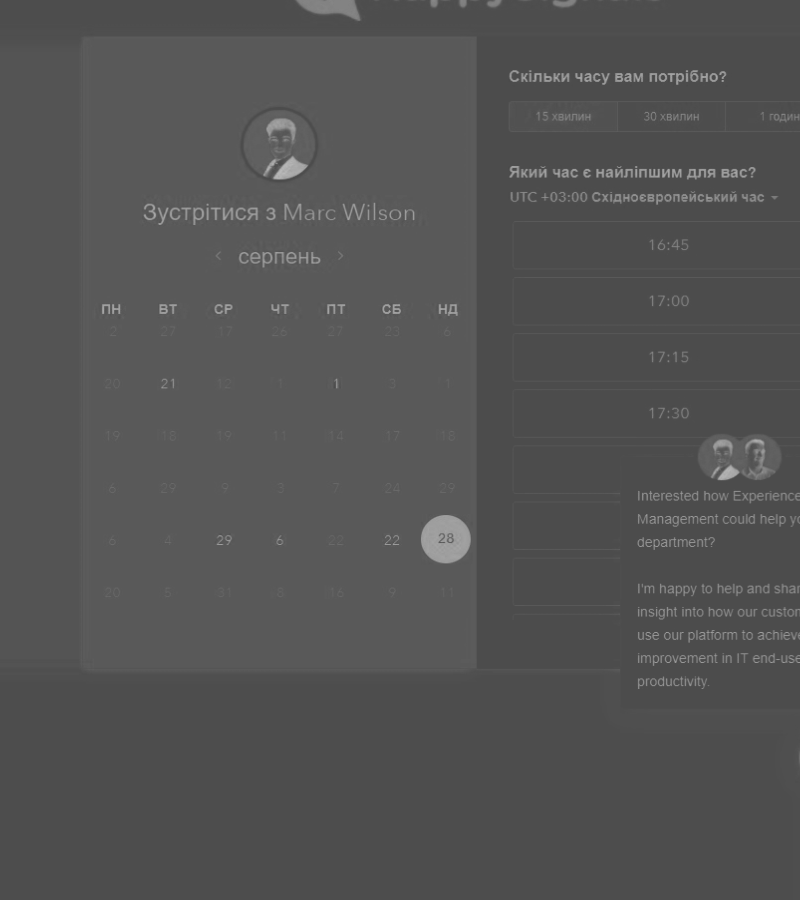 Зустрітися з Marc Wilson
серпень
ПН ВТ СР ЧТ ПТ СБ НД
2 27 17 26 27 23 6
20 21 12 1 1 3 1
19 18 19 11 14 17 18
6 29 9 3 7 24 29
6 4 29 6 22 22 28
20 5 31 8 16 9 11
Скільки часу вам потрібно?
15 хвилин 30 хвилин 1 годин
Який час є найліпшим для вас?
UTC +03:00 Східноєвропейський час
16:45
17:00
17:15
17:30
Interested how Experience
Management could help yo
department?
I'm happy to help and shar
insight into how our custon
use our platform to achieve
improvement in IT end-use
productivity.